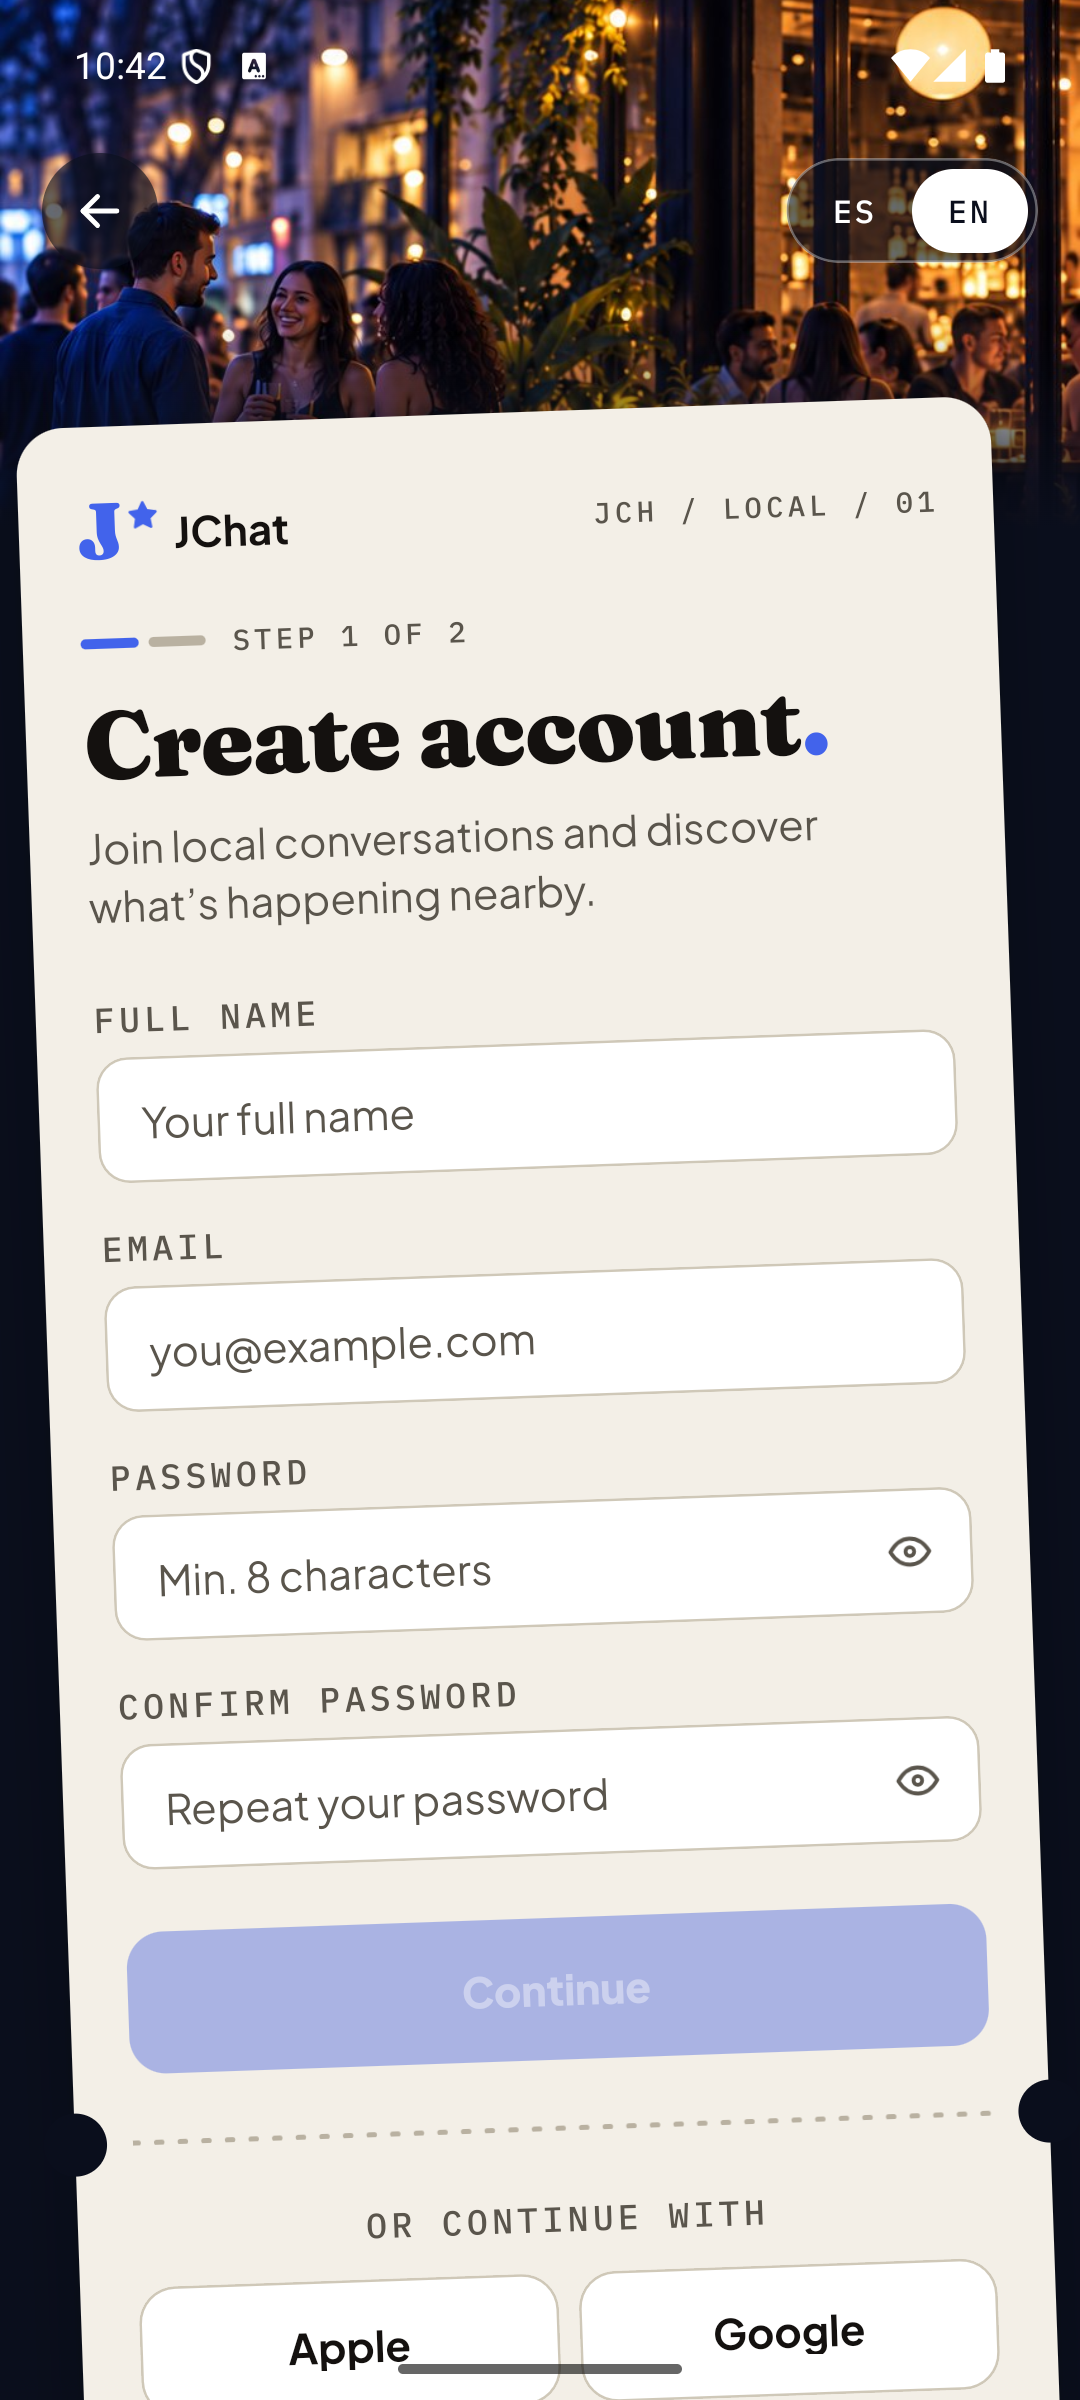 10:42
ES EN
JChat
JCH / LOCAL / 01
STEP 1 OF 2
Create account.
Join local conversations and discover
what’s happening nearby.
FULL NAME
Your full name
EMAIL
you@example.com
PASSWORD
Min. 8 characters
CONFIRM PASSWORD
Repeat your password
Continue
OR CONTINUE WITH
Apple Google